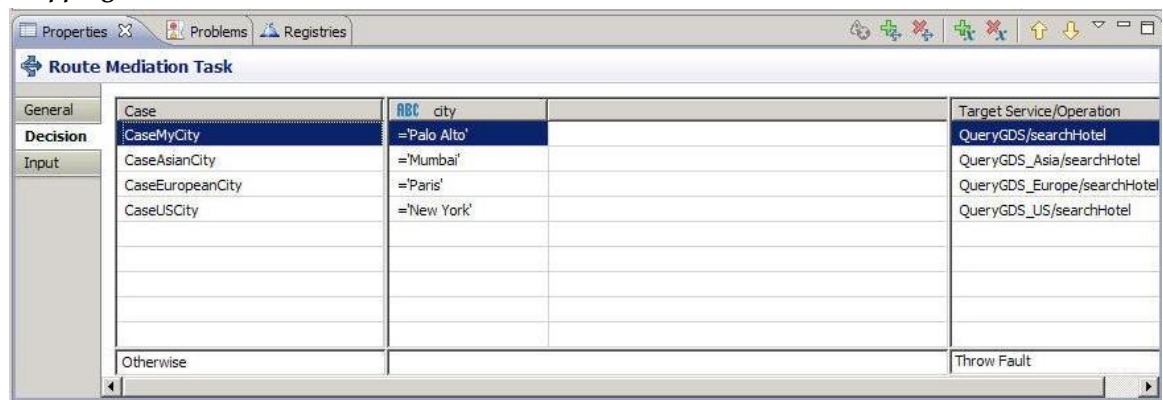 Properties Problems Registries
Route Mediation Task
General
Decision
Input
Case ABC city Target Service/Operation
CaseMyCity ='Palo Alto' QueryGDS/searchHotel
CaseAsianCity ='Mumbai' QueryGDS_Asia/searchHotel
CaseEuropeanCity ='Paris' QueryGDS_Europe/searchHotel
CaseUSCity ='New York' QueryGDS_US/searchHotel
Otherwise Throw Fault